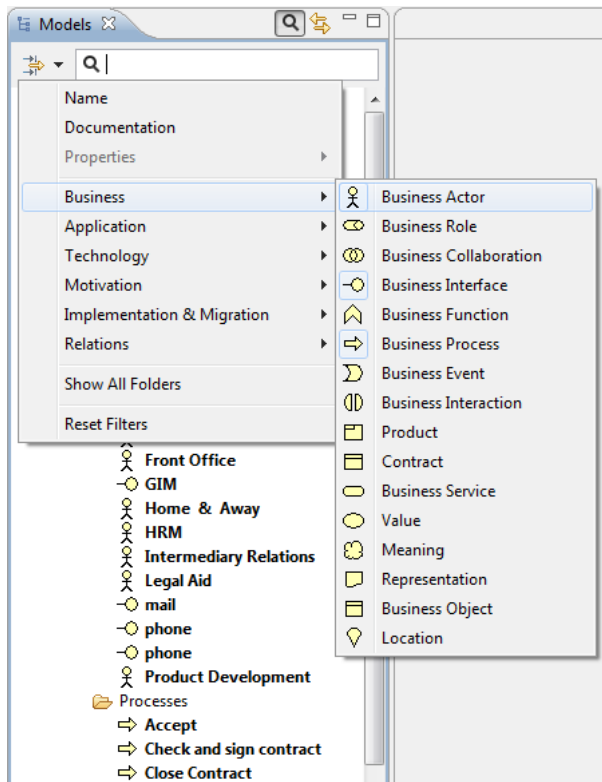 Models
Name
Documentation
Properties
Business
Application
Technology
Motivation
Implementation & Migration
Relations
Show All Folders
Reset Filters
Business Actor
Business Role
Business Collaboration
Business Interface
Business Function
Business Process
Business Event
Business Interaction
Product
Contract
Business Service
Value
Meaning
Representation
Business Object
Location
Front Office
GIM
Home & Away
HRM
Intermediary Relations
Legal Aid
mail
phone
phone
Product Development
Processes
Accept
Check and sign contract
Close Contract